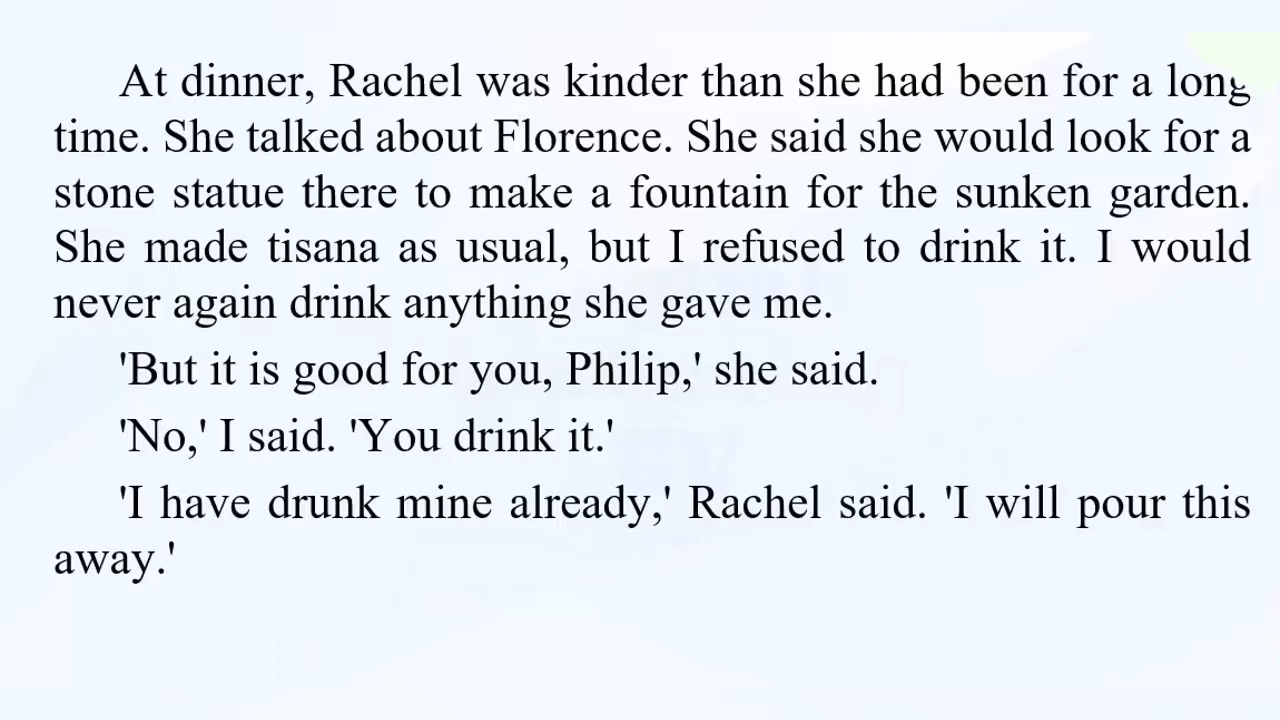 At dinner, Rachel was kinder than she had been for a long
time. She talked about Florence. She said she would look for a
stone statue there to make a fountain for the sunken garden.
She made tisana as usual, but I refused to drink it. I would
never again drink anything she gave me.
'But it is good for you, Philip,' she said.
'No,' I said. 'You drink it.'
'I have drunk mine already,' Rachel said. 'I will pour this
away.'